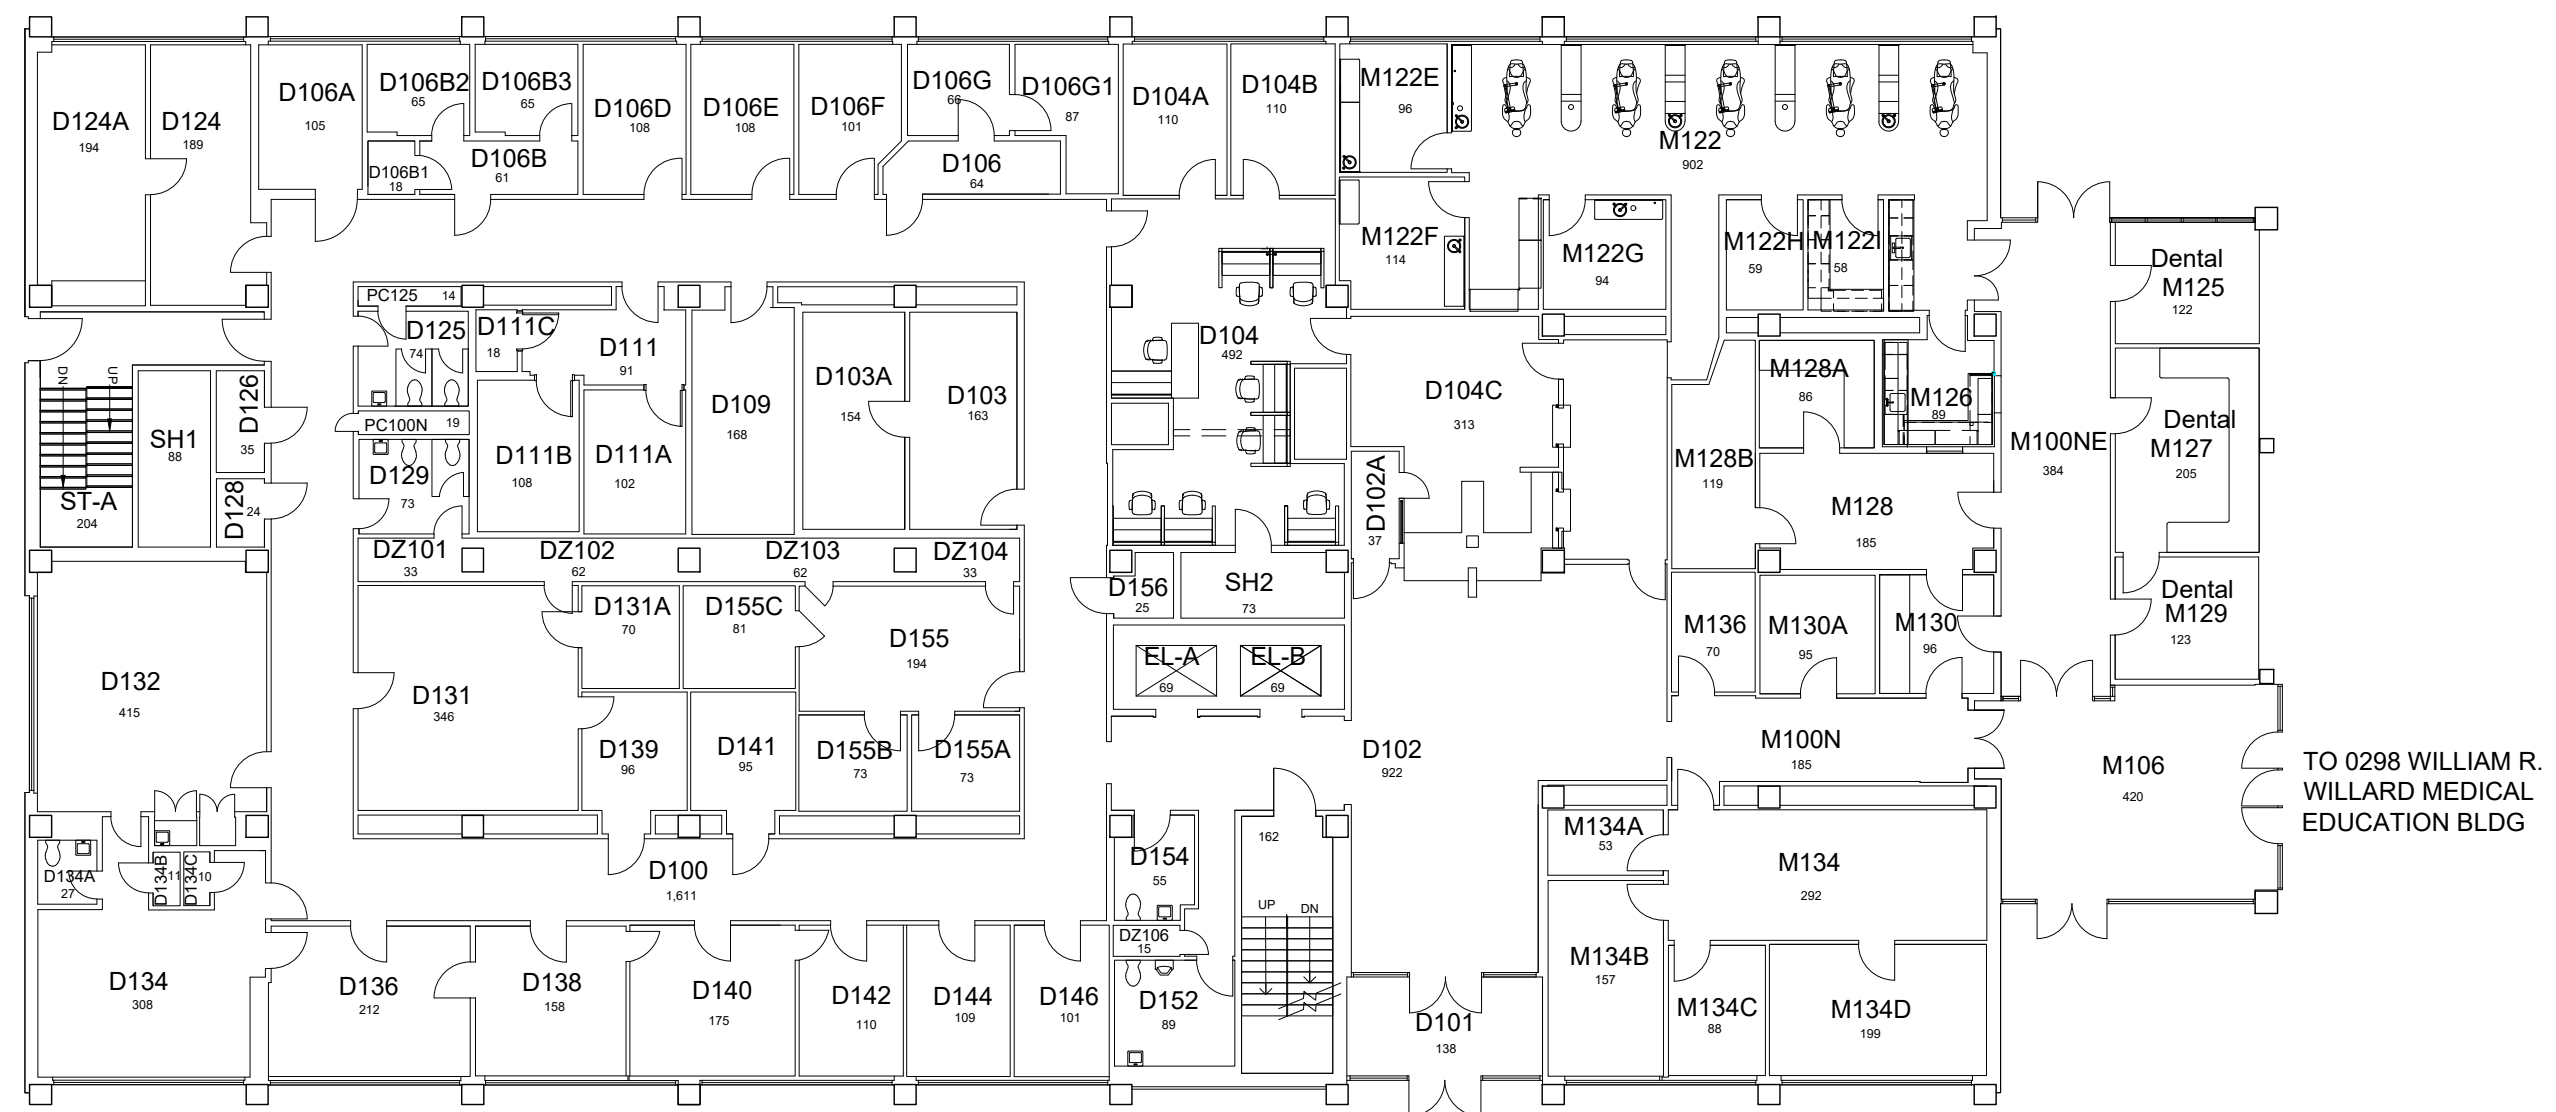 D124A
194
D124
189
D106A
105
D106B2
65
D106B3
65
D106B1
18
D106B
61
D106D
108
D106E
108
D106F
101
D106G
66
D106G1
87
D106
64
D104A
110
D104B
110
M122E
96
M122
902
M122F
114
M122G
94
M122H
59
M122I
58
Dental
M125
122
PC125 14
D125
74
D111C
18
D111
91
D103A
154
D103
163
D109
168
D104
492
D104C
313
M128A
86
M126
89
M100NE
384
Dental
M127
205
DN
UP
SH1
88
D126
35
ST-A
204
D128
24
PC100N 19
D129
73
D111B
108
D111A
102
D102A
37
M128B
119
M128
185
DZ101
33
DZ102
62
DZ103
62
DZ104
33
D156
25
SH2
73
D131A
70
D155C
81
D155
194
M136
70
M130A
95
M130
96
Dental
M129
123
EL-A
69
EL-B
69
D132
415
D131
346
D139
96
D141
95
D155B
73
D155A
73
D102
922
M100N
185
M106
420
TO 0298 WILLIAM R.
WILLARD MEDICAL
EDUCATION BLDG
D134A
27
D134B
11
D134C
10
D100
1,611
D154
55
162
UP
DN
M134A
53
M134
292
DZ106
15
D134
308
D136
212
D138
158
D140
175
D142
110
D144
109
D146
101
D152
89
D101
138
M134B
157
M134C
88
M134D
199